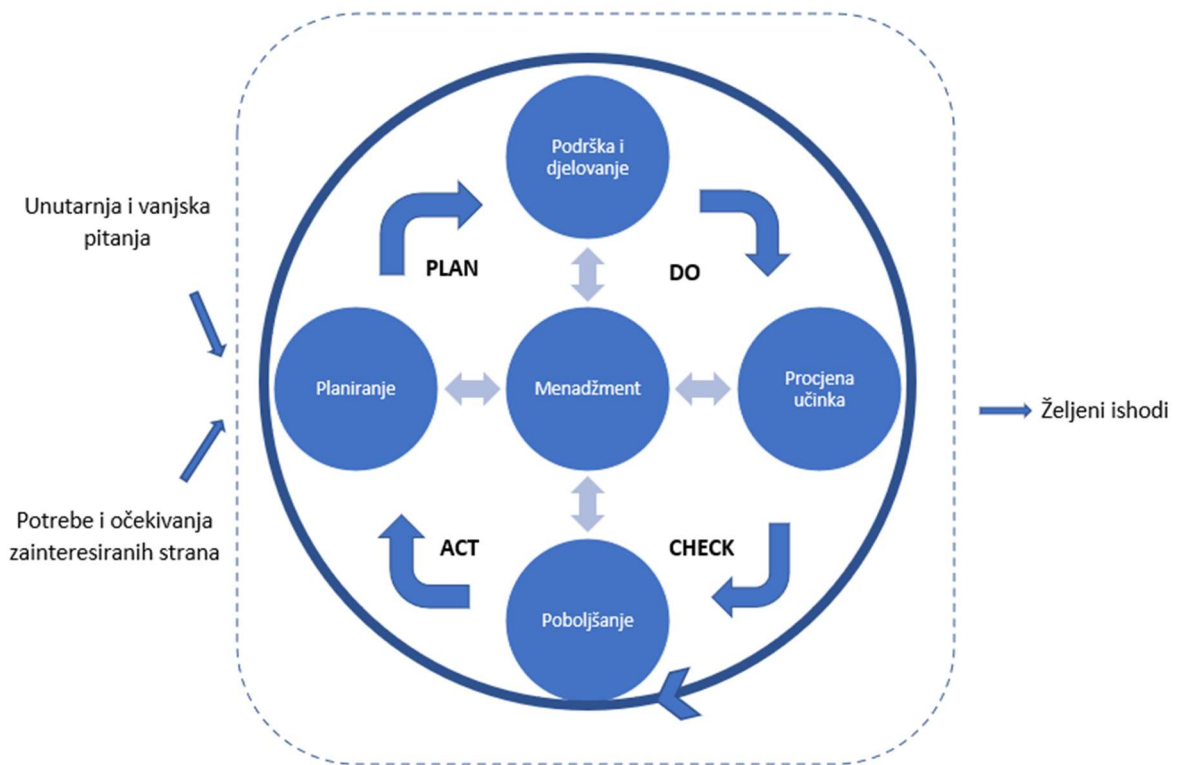 Podrška i
djelovanje
Unutarnja i vanjska
pitanja
PLAN
DO
Planiranje
Menadžment
Procjena
učinka
Željeni ishodi
Potrebe i očekivanja
zainteresiranih strana
ACT
CHECK
Poboljšanje